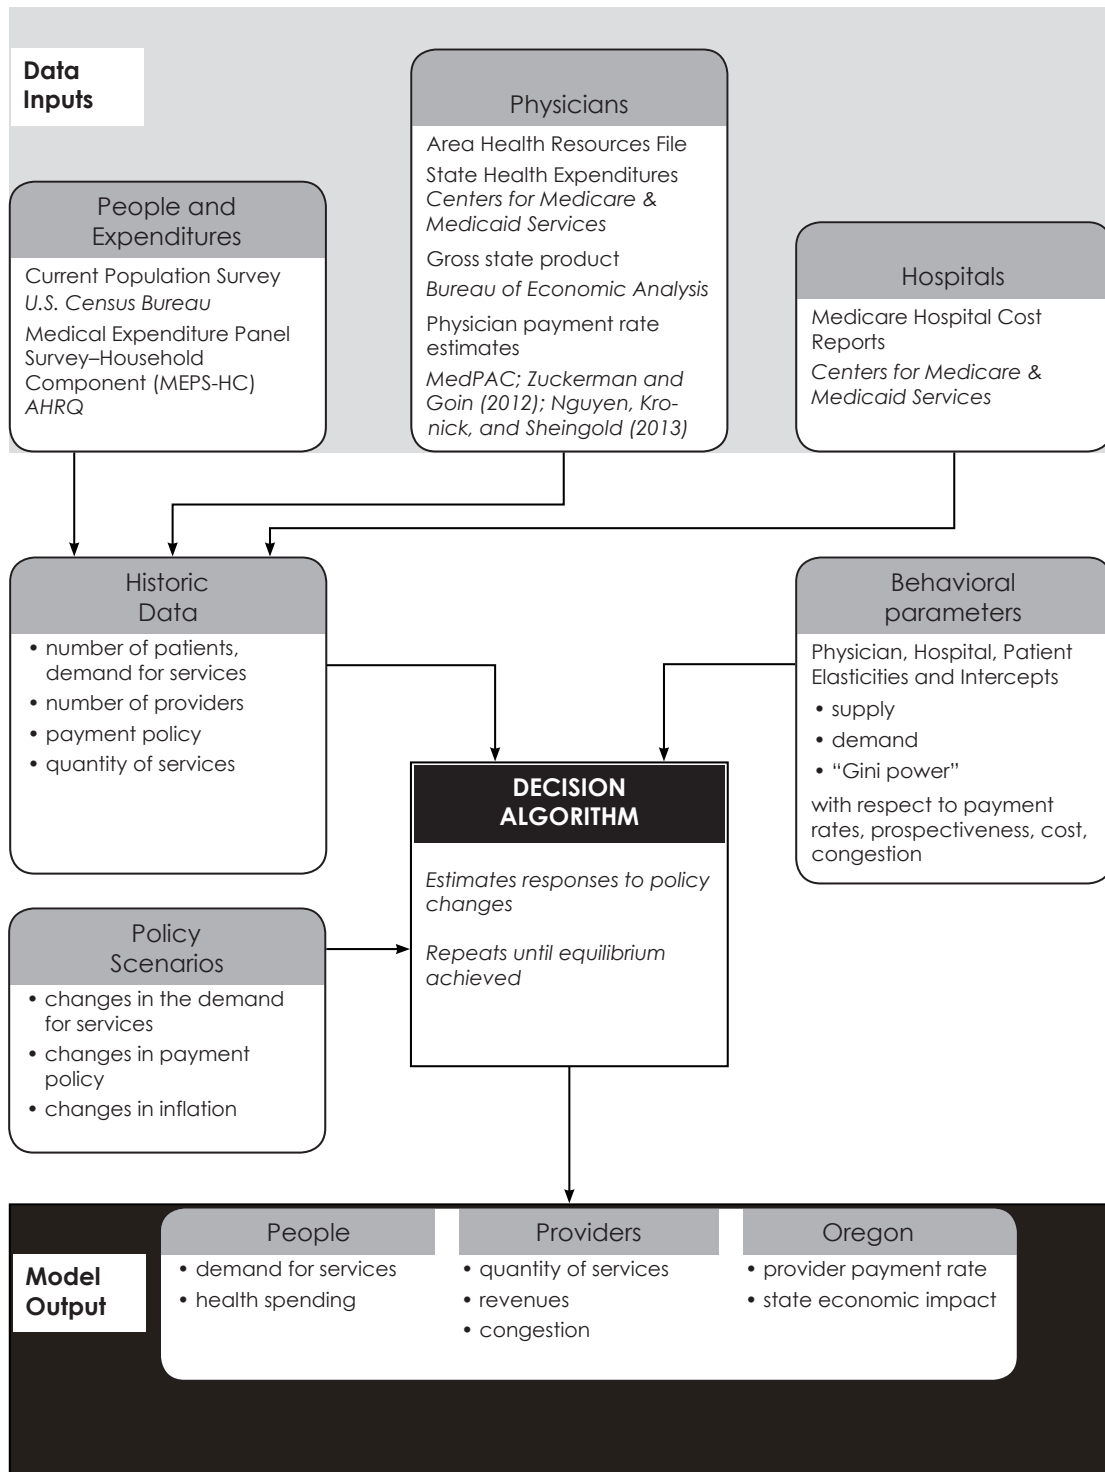 Data
Inputs
People and
Expenditures
Current Population Survey
U.S. Census Bureau
Medical Expenditure Panel
Survey–Household
Component (MEPS-HC)
AHRQ
Physicians
Area Health Resources File
State Health Expenditures
Centers for Medicare &
Medicaid Services
Gross state product
Bureau of Economic Analysis
Physician payment rate
estimates
MedPAC; Zuckerman and
Goin (2012); Nguyen, Kro-
nick, and Sheingold (2013)
Hospitals
Medicare Hospital Cost
Reports
Centers for Medicare &
Medicaid Services
Historic
Data
• number of patients,
demand for services
• number of providers
• payment policy
• quantity of services
Behavioral
parameters
Physician, Hospital, Patient
Elasticities and Intercepts
• supply
• demand
• “Gini power”
with respect to payment
rates, prospectiveness, cost,
congestion
DECISION
ALGORITHM
Estimates responses to policy
changes
Repeats until equilibrium
achieved
Policy
Scenarios
• changes in the demand
for services
• changes in payment
policy
• changes in inflation
Model
Output
People
• demand for services
• health spending
Providers
• quantity of services
• revenues
• congestion
Oregon
• provider payment rate
• state economic impact